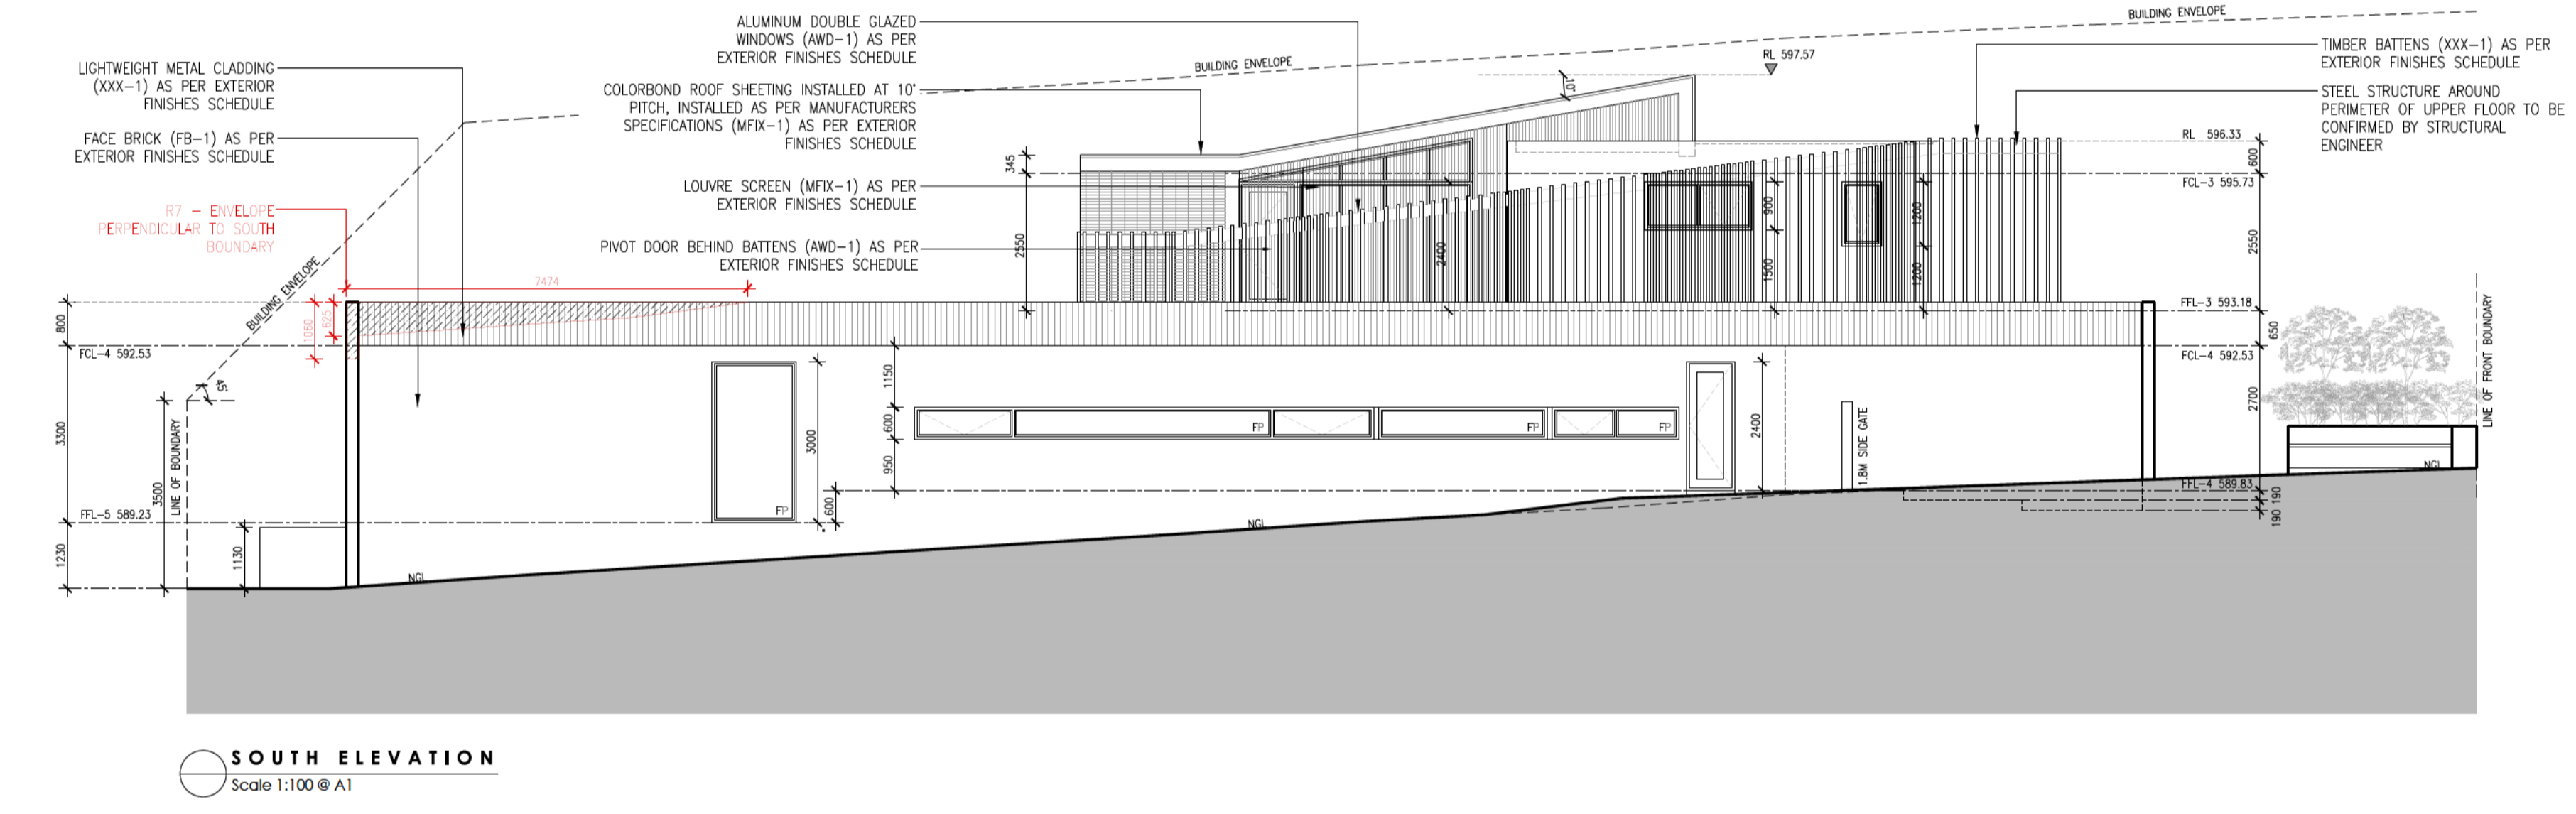 ALUMINUM DOUBLE GLAZED
WINDOWS (AWD-1) AS PER
EXTERIOR FINISHES SCHEDULE
BUILDING ENVELOPE
BUILDING ENVELOPE
RL 597.57
TIMBER BATTENS (XXX-1) AS PER
EXTERIOR FINISHES SCHEDULE
LIGHTWEIGHT METAL CLADDING
(XXX-1) AS PER EXTERIOR
FINISHES SCHEDULE
COLORBOND ROOF SHEETING INSTALLED AT 10°
PITCH, INSTALLED AS PER MANUFACTURERS
SPECIFICATIONS (MFIX-1) AS PER EXTERIOR
FINISHES SCHEDULE
10°
STEEL STRUCTURE AROUND
PERIMETER OF UPPER FLOOR TO BE
CONFIRMED BY STRUCTURAL
ENGINEER
FACE BRICK (FB-1) AS PER
EXTERIOR FINISHES SCHEDULE
RL 596.33
600
345
FCL-3 595.73
LOUVRE SCREEN (MFIX-1) AS PER
EXTERIOR FINISHES SCHEDULE
R7 - ENVELOPE
PERPENDICULAR TO SOUTH
BOUNDARY
PIVOT DOOR BEHIND BATTENS (AWD-1) AS PER
EXTERIOR FINISHES SCHEDULE
2550
2400
900
1500
1200
1200
2550
BUILDING ENVELOPE
7474
800
1060
625
FFL-3 593.18
650
FCL-4 592.53
FCL-4 592.53
45°
3300
3500
LINE OF BOUNDARY
3000
1150
600
950
600
FP
FP
FP
FP
2400
1.8M SIDE GATE
2700
LINE OF FRONT BOUNDARY
NGL
FFL-4 589.83
190
190
FFL-5 589.23
NGL
1230
1130
NGL
SOUTH ELEVATION
Scale 1:100 @ A1